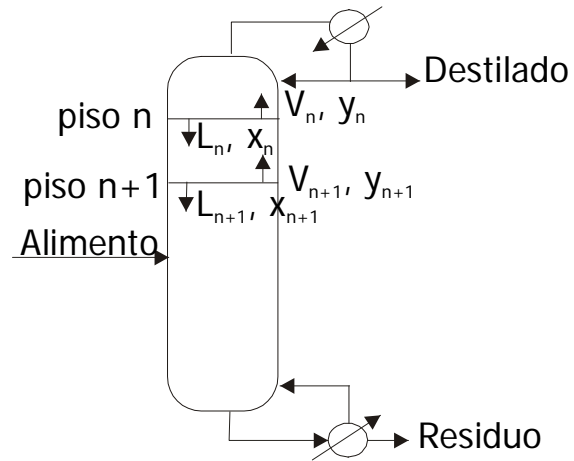 Destilado
piso n
Vn, yn
Ln, xn
piso n+1
Vn+1, yn+1
Ln+1, xn+1
Alimento
Residuo